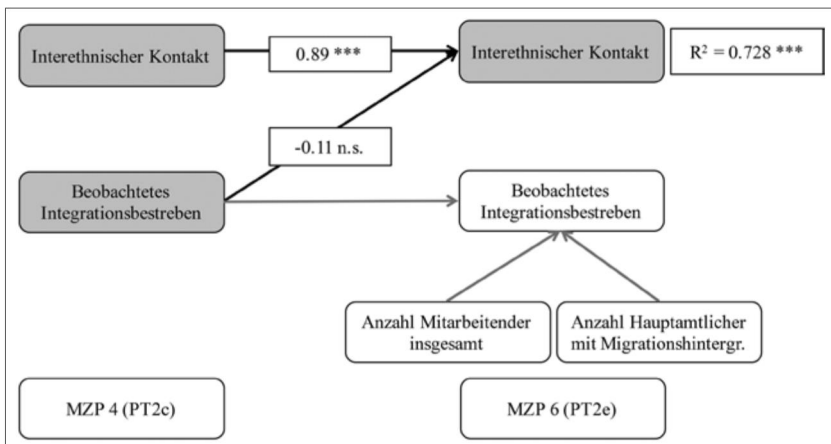 Interethnischer Kontakt
0.89 ***
Interethnischer Kontakt
R² = 0.728 ***
-0.11 n.s.
Beobachtetes
Integrationsbestreben
Beobachtetes
Integrationsbestreben
Anzahl Mitarbeitender
insgesamt
Anzahl Hauptamtlicher
mit Migrationshintergr.
MZP 4 (PT2c)
MZP 6 (PT2e)